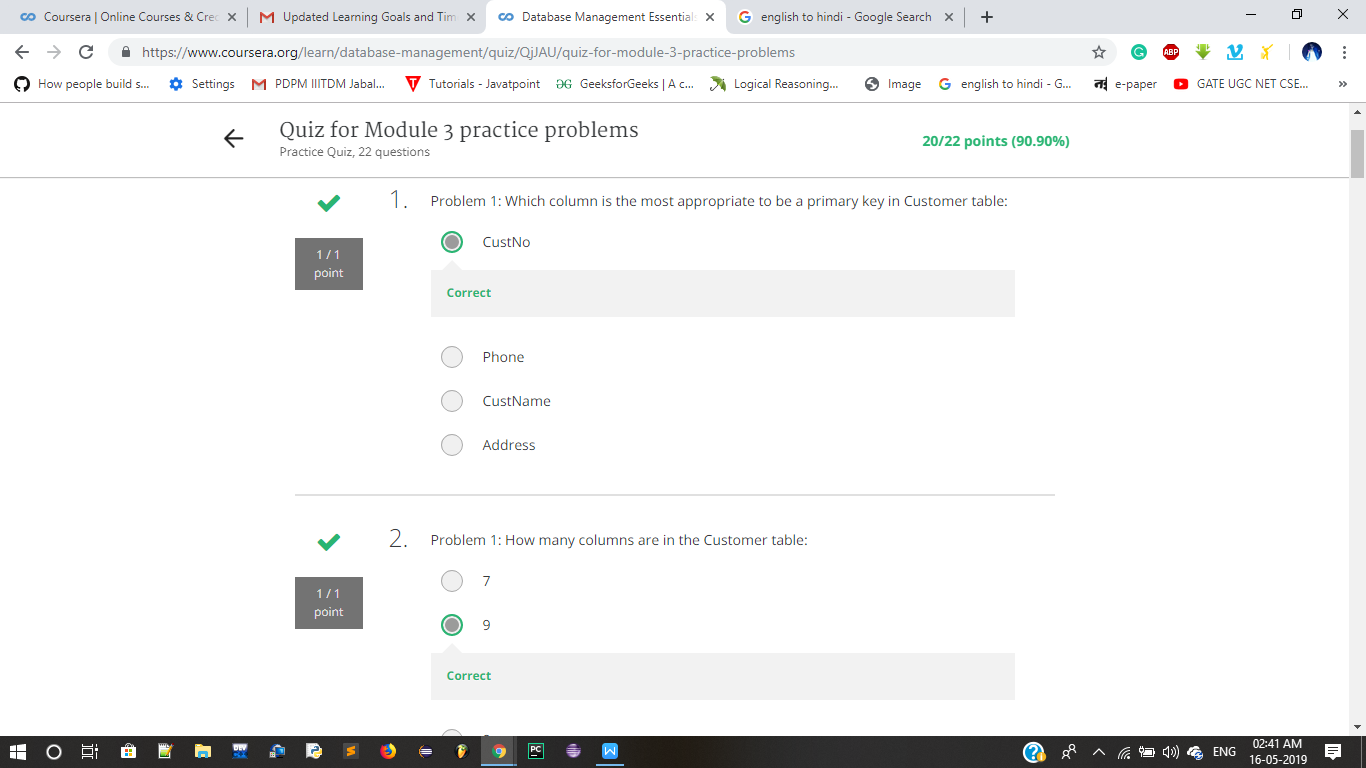 Coursera | Online Courses & Cred
Updated Learning Goals and Tim
Database Management Essentials
english to hindi - Google Search
https://www.coursera.org/learn/database-management/quiz/QjJAU/quiz-for-module-3-practice-problems
ABP
How people build s...
Settings
PDPM IIITDM Jabal...
Tutorials - Javatpoint
GeeksforGeeks | A c...
Logical Reasoning...
Image
english to hindi - G...
e-paper
GATE UGC NET CSE...
»
Quiz for Module 3 practice problems
Practice Quiz, 22 questions
20/22 points (90.90%)
1. Problem 1: Which column is the most appropriate to be a primary key in Customer table:
1 / 1
point
CustNo
Correct
Phone
CustName
Address
2. Problem 1: How many columns are in the Customer table:
1 / 1
point
7
9
Correct
DEV
PC
ENG
02:41 AM
16-05-2019